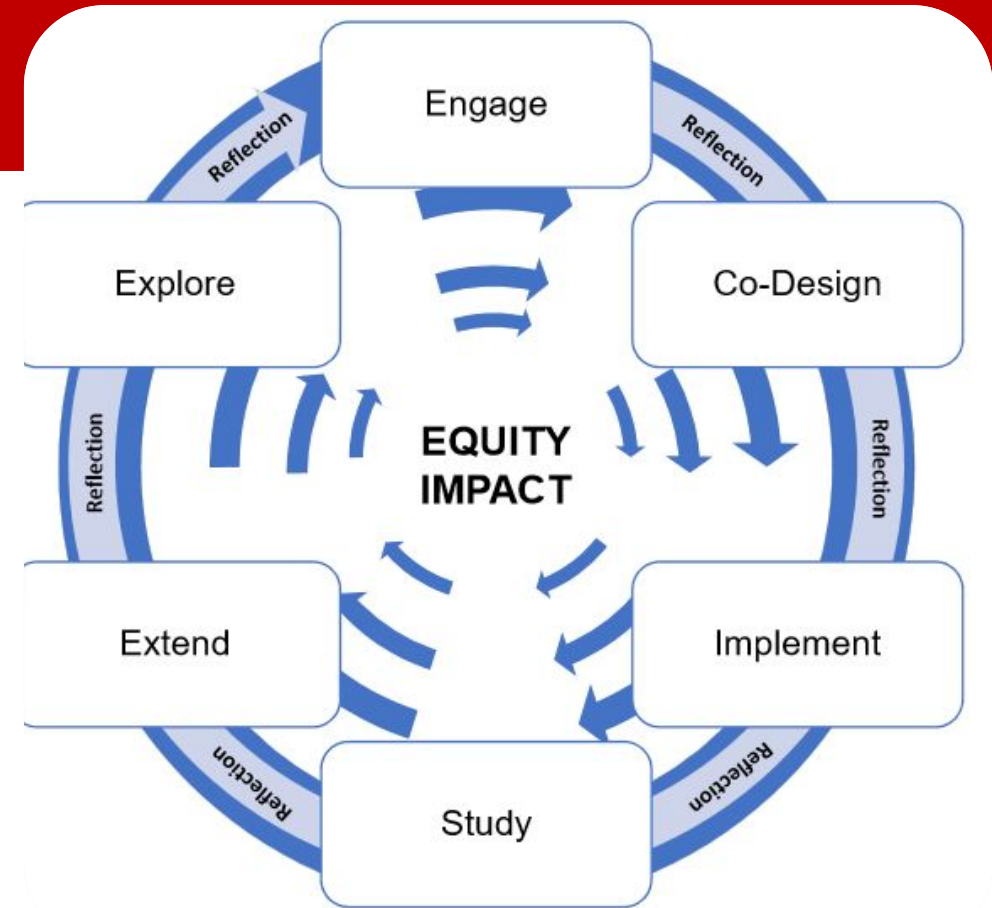 Engage
Reflection
Reflection
Explore
Co-Design
Reflection
EQUITY
IMPACT
Reflection
Extend
Implement
Reflection
Reflection
Study